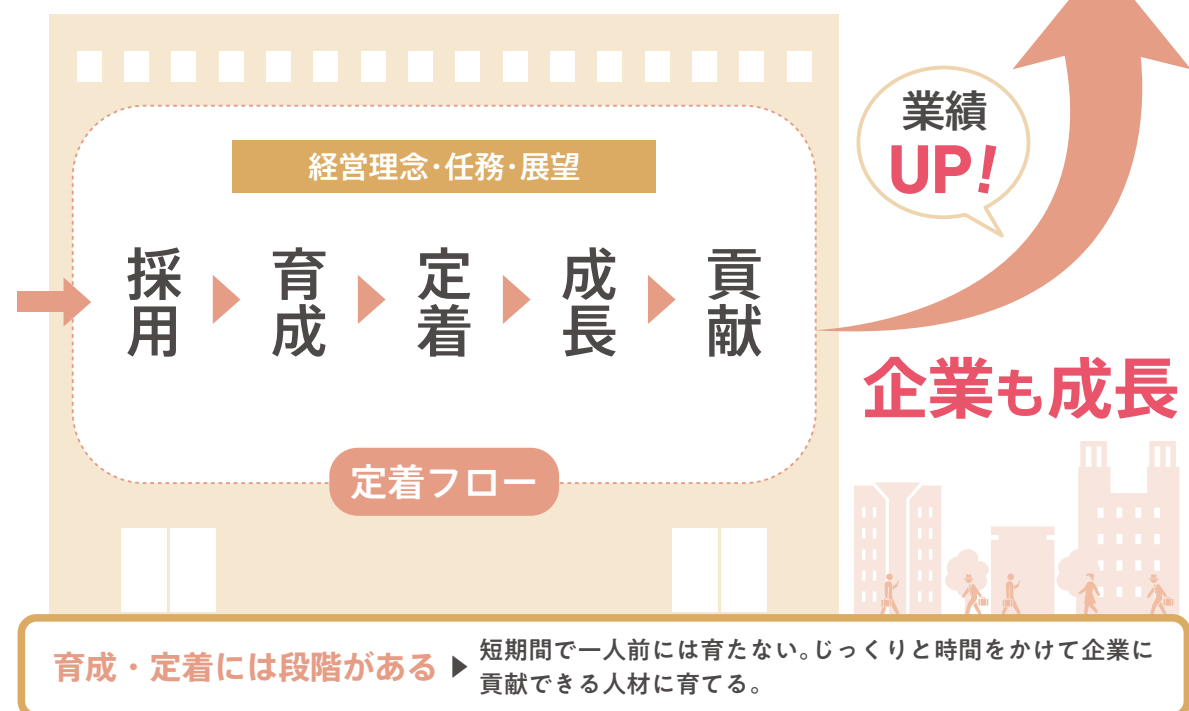 経営理念・任務・展望
採用
育成
定着
成長
貢献
定着フロー
業績
UP!
企業も成長
育成・定着には段階がある
短期間で一人前には育たない。じっくりと時間をかけて企業に
貢献できる人材に育てる。